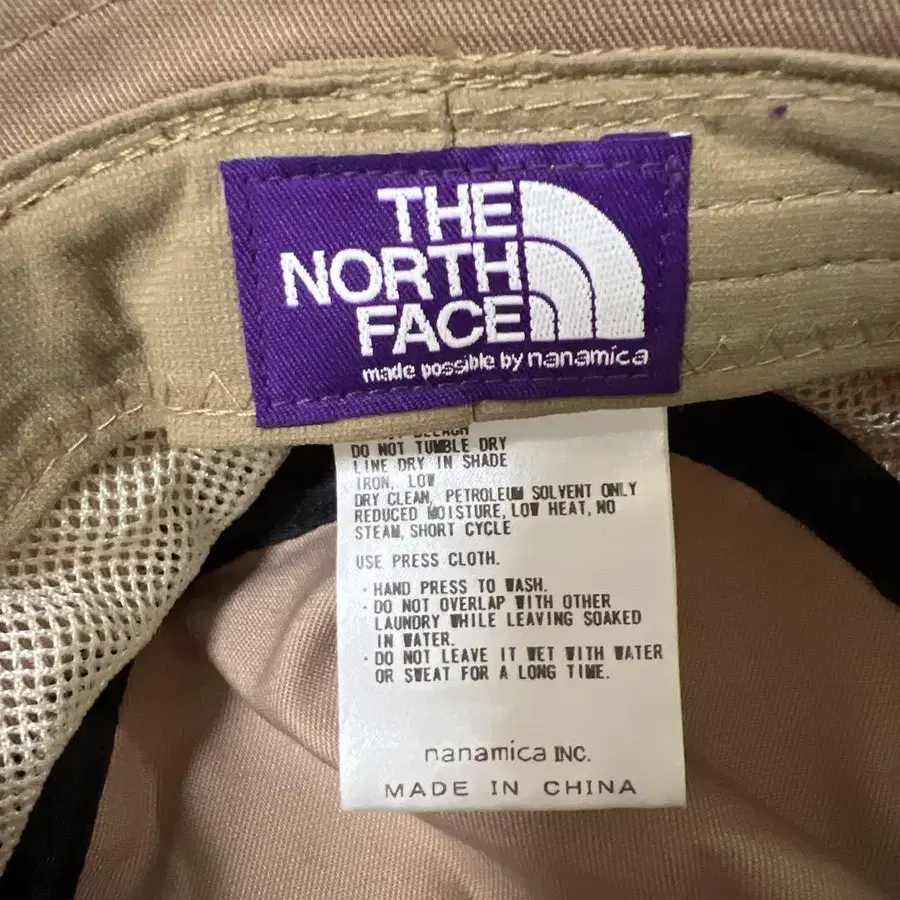 THE
NORTH
FACE
made possible by nanamica
DO NOT TUMBLE DRY
LINE DRY IN SHADE
IRON, LOW
DRY CLEAN, PETROLEUM SOLVENT ONLY
REDUCED MOISTURE, LOW HEAT, NO
STEAM, SHORT CYCLE
USE PRESS CLOTH.
・HAND PRESS TO WASH.
・DO NOT OVERLAP WITH OTHER
LAUNDRY WHILE LEAVING SOAKED
IN WATER.
・DO NOT LEAVE IT WET WITH WATER
OR SWEAT FOR A LONG TIME.
nanamica INC.
MADE IN CHINA